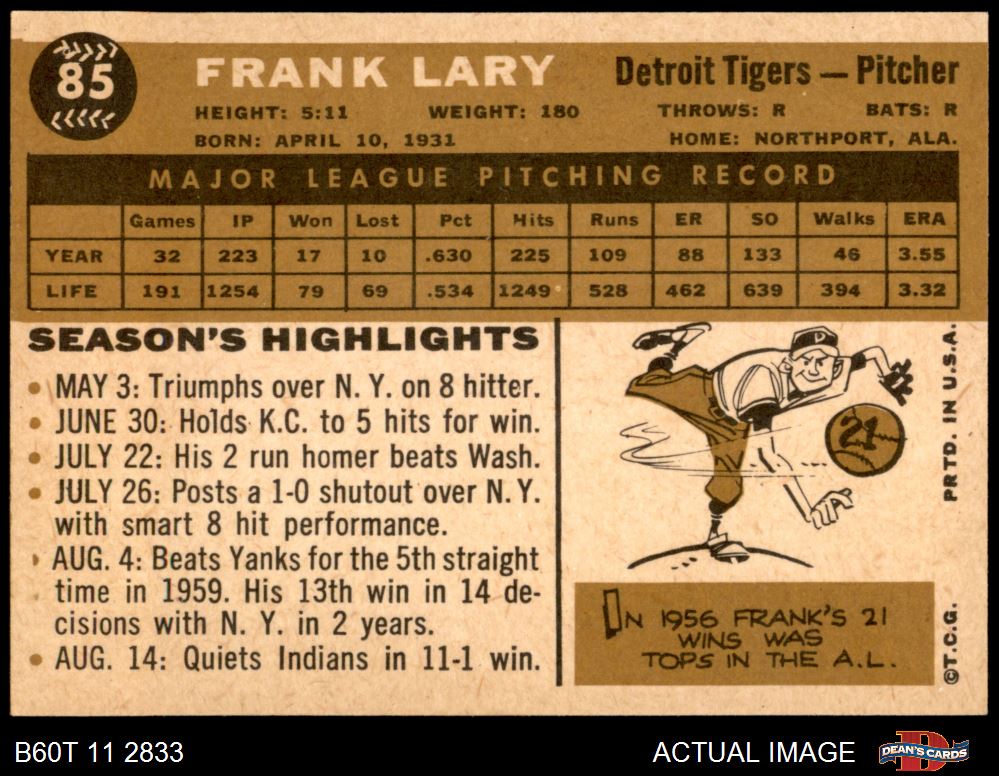 85
FRANK LARY
Detroit Tigers — Pitcher
HEIGHT: 5:11 WEIGHT: 180 THROWS: R BATS: R
BORN: APRIL 10, 1931 HOME: NORTHPORT, ALA.
MAJOR LEAGUE PITCHING RECORD
Games IP Won Lost Pct Hits Runs ER SO Walks ERA
YEAR 32 223 17 10 .630 225 109 88 133 46 3.55
LIFE 191 1254 79 69 .534 1249 528 462 639 394 3.32
SEASON'S HIGHLIGHTS
• MAY 3: Triumphs over N. Y. on 8 hitter.
• JUNE 30: Holds K.C. to 5 hits for win.
• JULY 22: His 2 run homer beats Wash.
• JULY 26: Posts a 1-0 shutout over N. Y.
with smart 8 hit performance.
• AUG. 4: Beats Yanks for the 5th straight
time in 1959. His 13th win in 14 de-
cisions with N. Y. in 2 years.
• AUG. 14: Quiets Indians in 11-1 win.
D
21
IN 1956 FRANK'S 21
WINS WAS
TOPS IN THE A.L.
©T.C.G. PRTD. IN U.S.A.
B60T 11 2833 ACTUAL IMAGE
DEAN'S CARDS